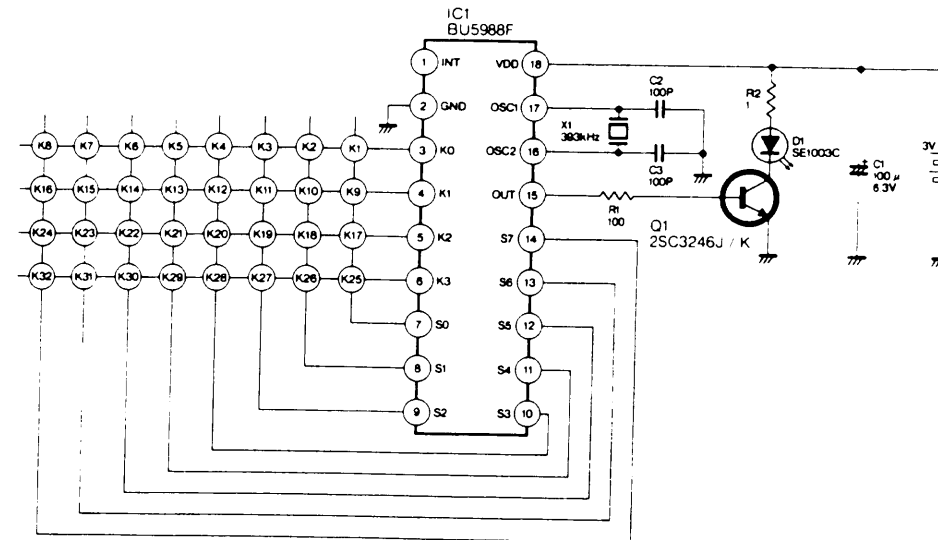 IC1
BU5988F
1 INT VDD 18
2 GND OSC1 17
3 K0 OSC2 16
4 K1 OUT 15
5 K2 S7 14
6 K3 S6 13
7 S0 S5 12
8 S1 S4 11
9 S2 S3 10
K8 K7 K6 K5 K4 K3 K2 K1
K16 K15 K14 K13 K12 K11 K10 K9
K24 K23 K22 K21 K20 K19 K18 K17
K32 K31 K30 K29 K28 K27 K26 K25
C2
100P
X1
393kHz
C3
100P
R1
100
R2
1
D1
SE1003C
Q1
2SC3246J / K
C1
+
100µ
6.3V
3V